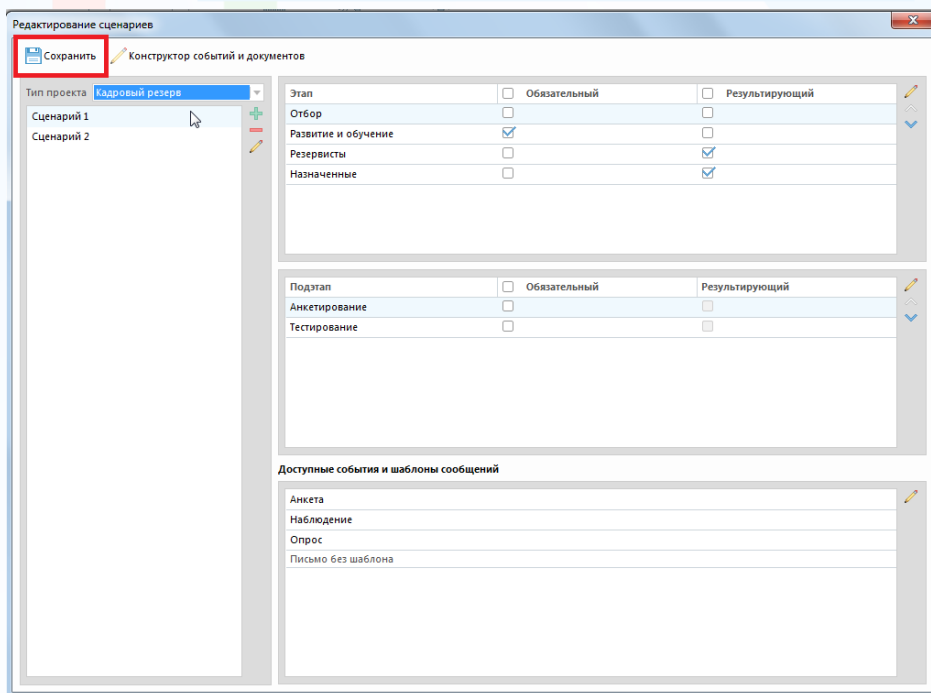 Редактирование сценариев
Сохранить Конструктор событий и документов
Тип проекта Кадровый резерв
Сценарий 1
Сценарий 2
Этап Обязательный Результирующий
Отбор
Развитие и обучение
Резервисты
Назначенные
Подэтап Обязательный Результирующий
Анкетирование
Тестирование
Доступные события и шаблоны сообщений
Анкета
Наблюдение
Опрос
Письмо без шаблона